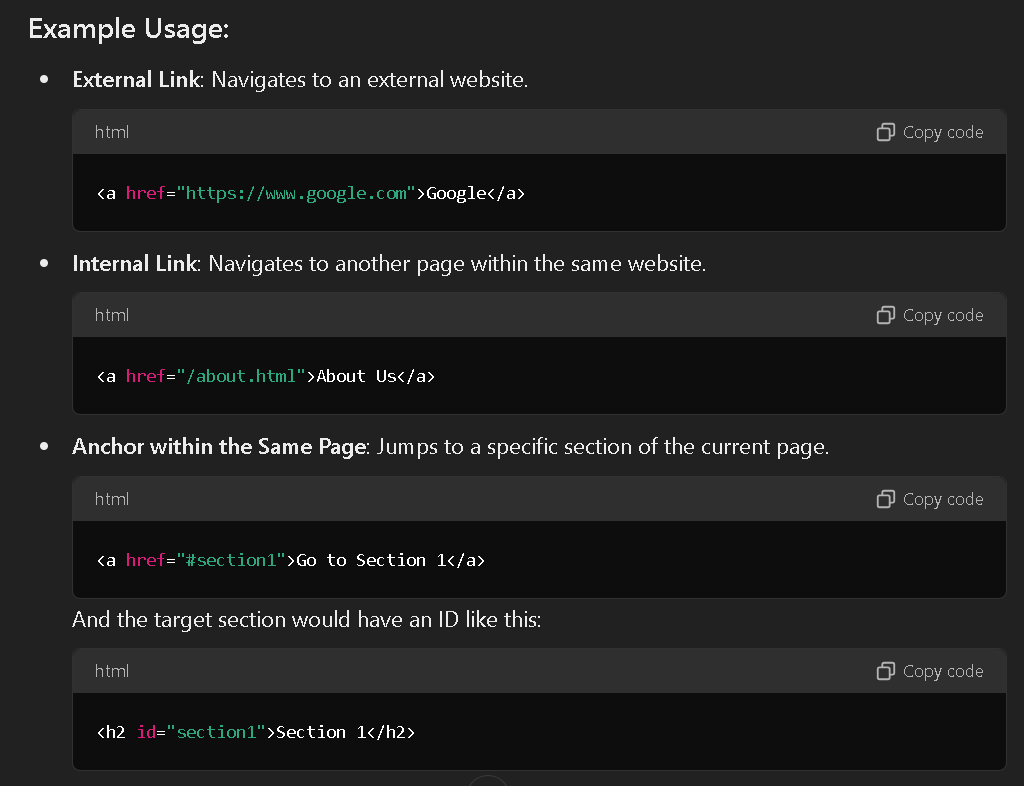 Example Usage:
External Link: Navigates to an external website.
html
Copy code
<a href="https://www.google.com">Google</a>
Internal Link: Navigates to another page within the same website.
html
Copy code
<a href="/about.html">About Us</a>
Anchor within the Same Page: Jumps to a specific section of the current page.
html
Copy code
<a href="#section1">Go to Section 1</a>
And the target section would have an ID like this:
html
Copy code
<h2 id="section1">Section 1</h2>